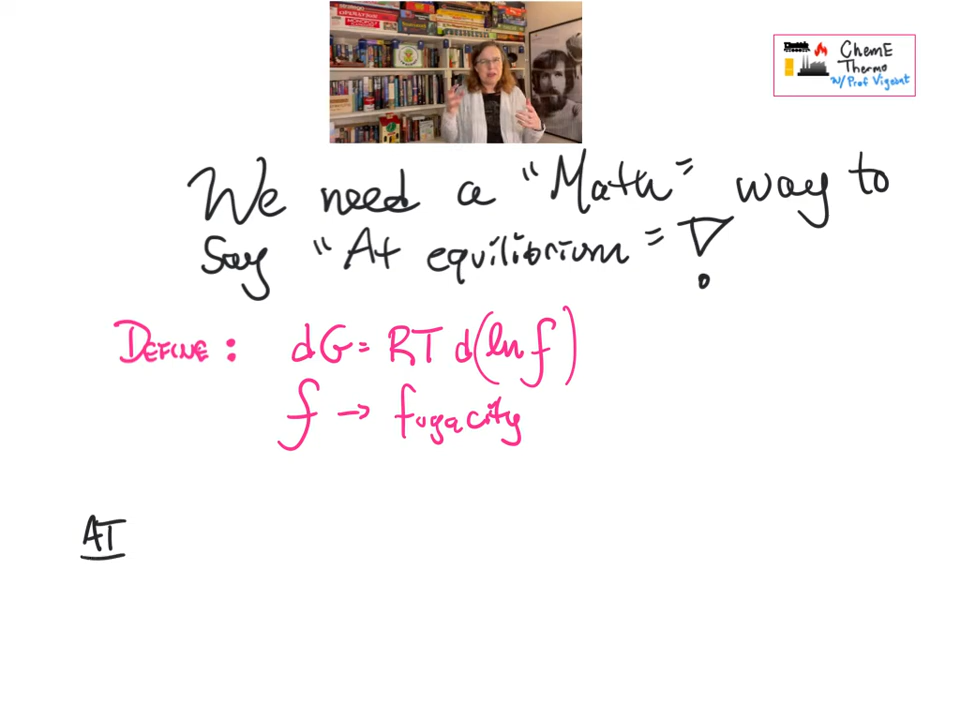 ChemE
Thermo
w/ Prof Vigeant
We need a "Math" way to
Say "At equilibrium"!
DEFINE: dG = RT d(ln f)
f → fugacity
AT